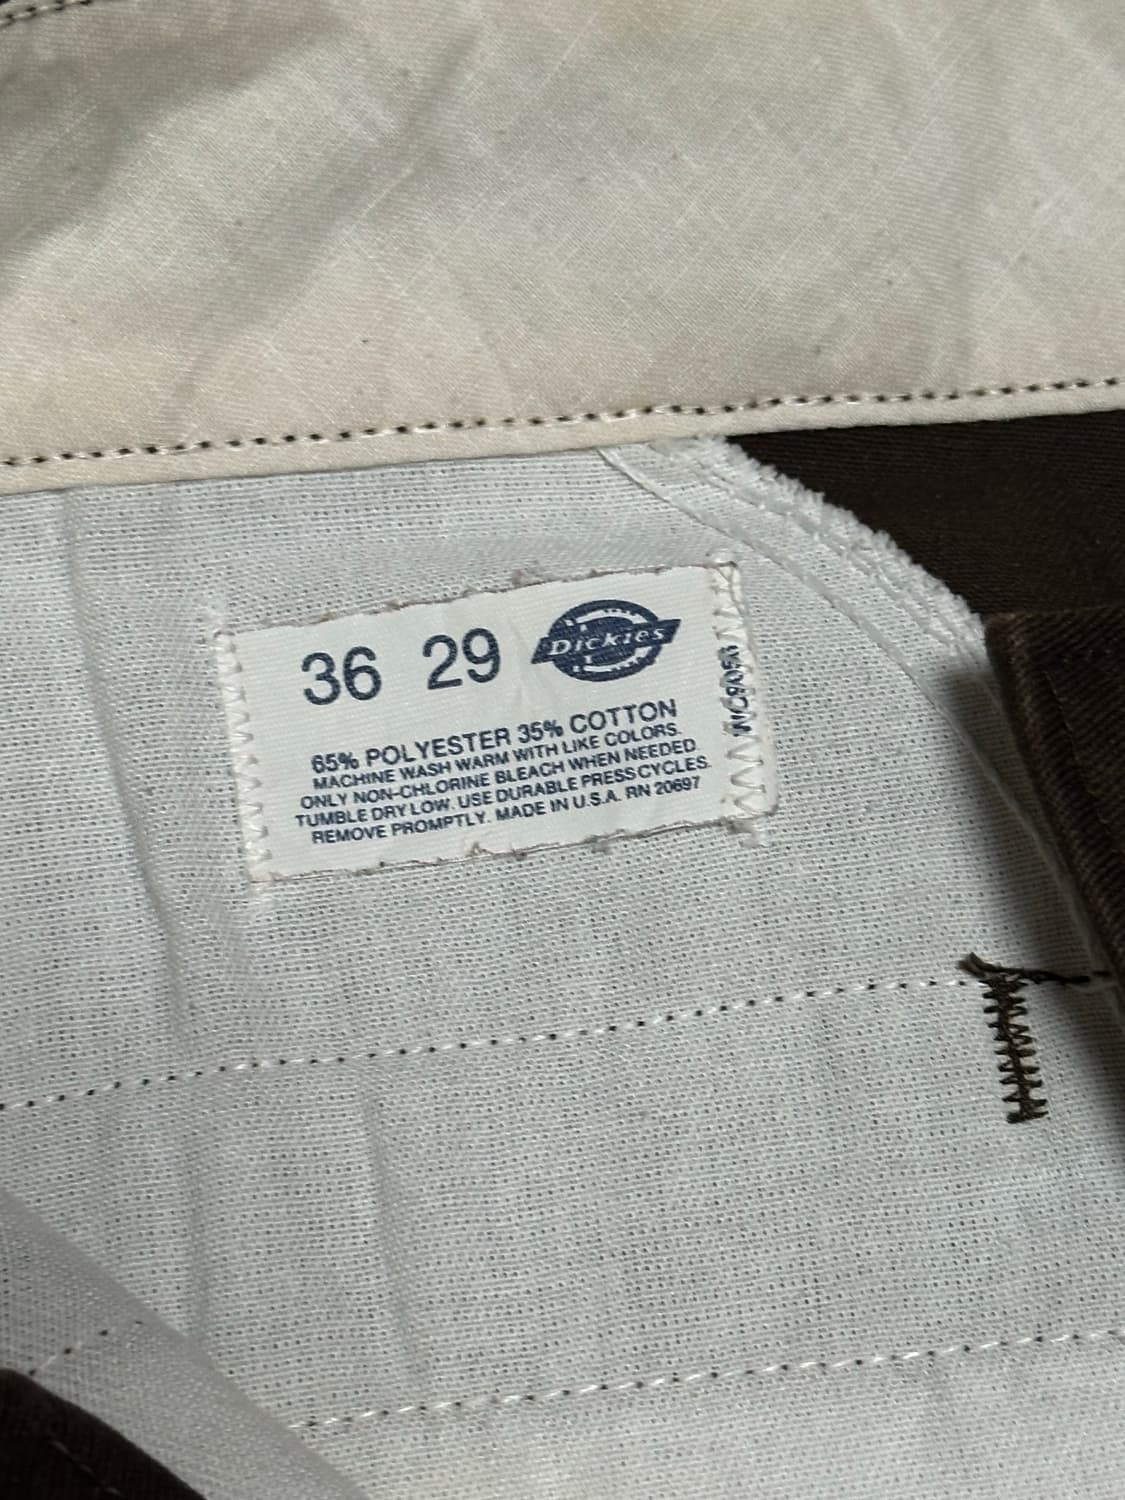 36 29 Dickies
65% POLYESTER 35% COTTON
MACHINE WASH WARM WITH LIKE COLORS.
ONLY NON-CHLORINE BLEACH WHEN NEEDED.
TUMBLE DRY LOW. USE DURABLE PRESS CYCLES.
REMOVE PROMPTLY. MADE IN U.S.A. RN 20697